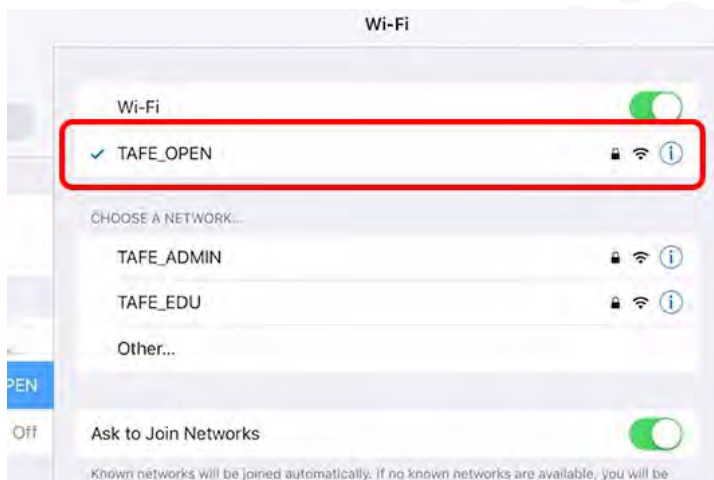 Wi-Fi
Wi-Fi
TAFE_OPEN
CHOOSE A NETWORK...
TAFE_ADMIN
TAFE_EDU
Other...
PEN
Off
Ask to Join Networks
Known networks will be joined automatically. If no known networks are available, you will be